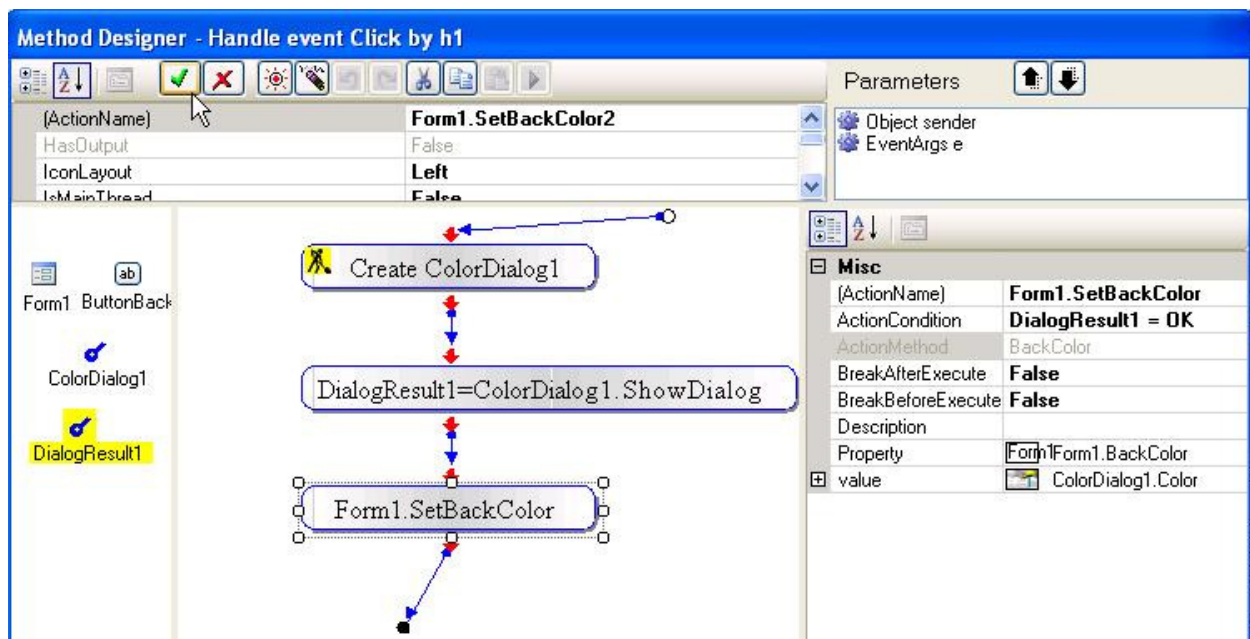 Method Designer - Handle event Click by h1
Parameters
(ActionName) Form1.SetBackColor2
HasOutput False
IconLayout Left
IsMainThread False
Object sender
EventArgs e
Form1 ButtonBack
ColorDialog1
DialogResult1
Create ColorDialog1
DialogResult1=ColorDialog1.ShowDialog
Form1.SetBackColor
Misc
(ActionName) Form1.SetBackColor
ActionCondition DialogResult1 = OK
ActionMethod BackColor
BreakAfterExecute False
BreakBeforeExecute False
Description
Property Form1Form1.BackColor
value ColorDialog1.Color